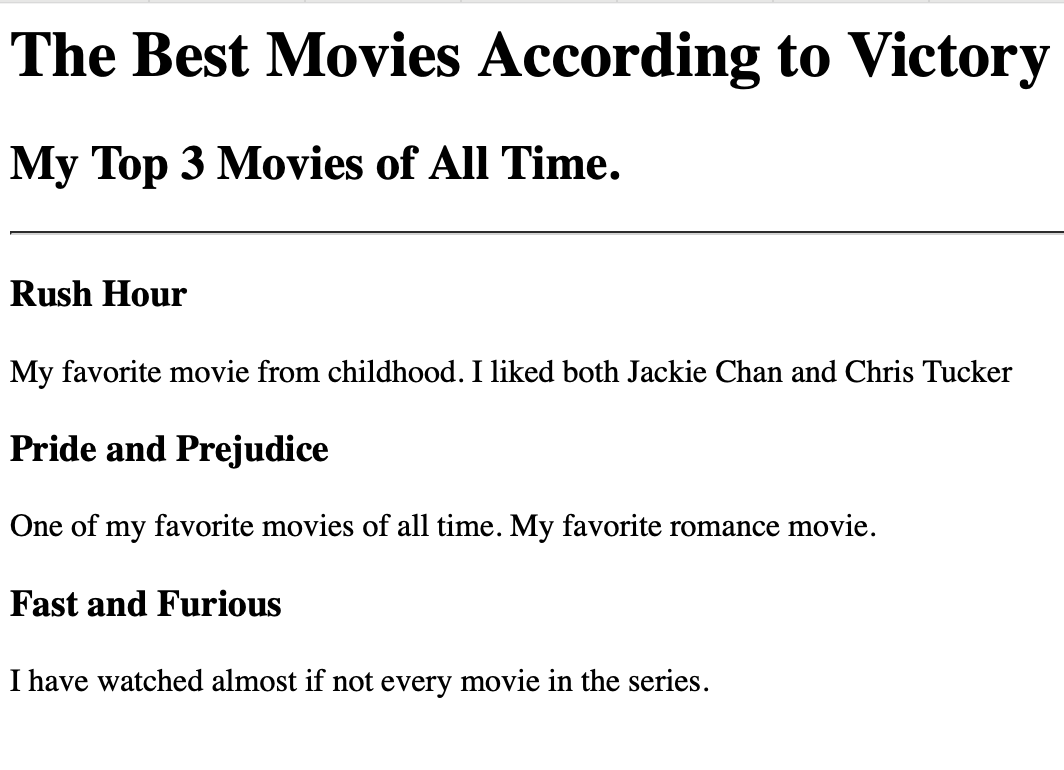 The Best Movies According to Victory
My Top 3 Movies of All Time.
Rush Hour
My favorite movie from childhood. I liked both Jackie Chan and Chris Tucker
Pride and Prejudice
One of my favorite movies of all time. My favorite romance movie.
Fast and Furious
I have watched almost if not every movie in the series.